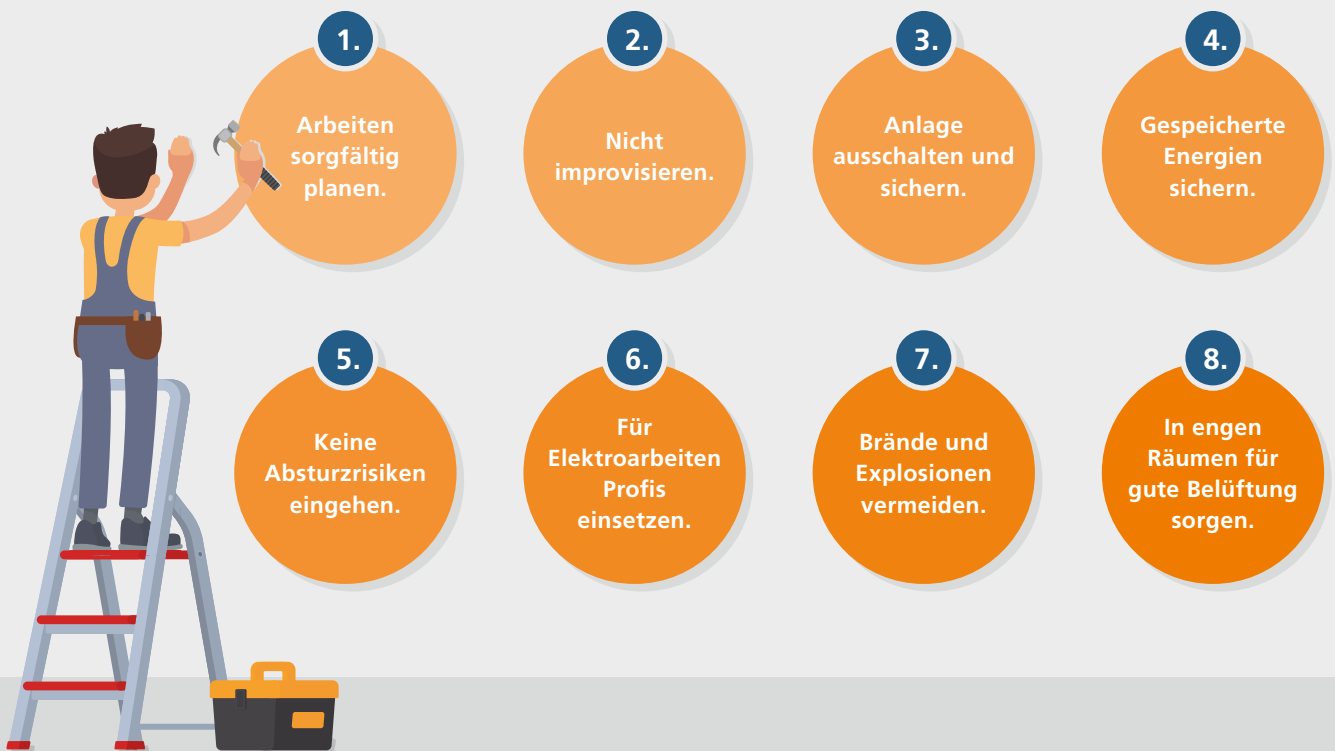 1.
Arbeiten
sorgfältig
planen.
2.
Nicht
improvisieren.
3.
Anlage
ausschalten und
sichern.
4.
Gespeicherte
Energien
sichern.
5.
Keine
Absturzrisiken
eingehen.
6.
Für
Elektroarbeiten
Profis
einsetzen.
7.
Brände und
Explosionen
vermeiden.
8.
In engen
Räumen für
gute Belüftung
sorgen.